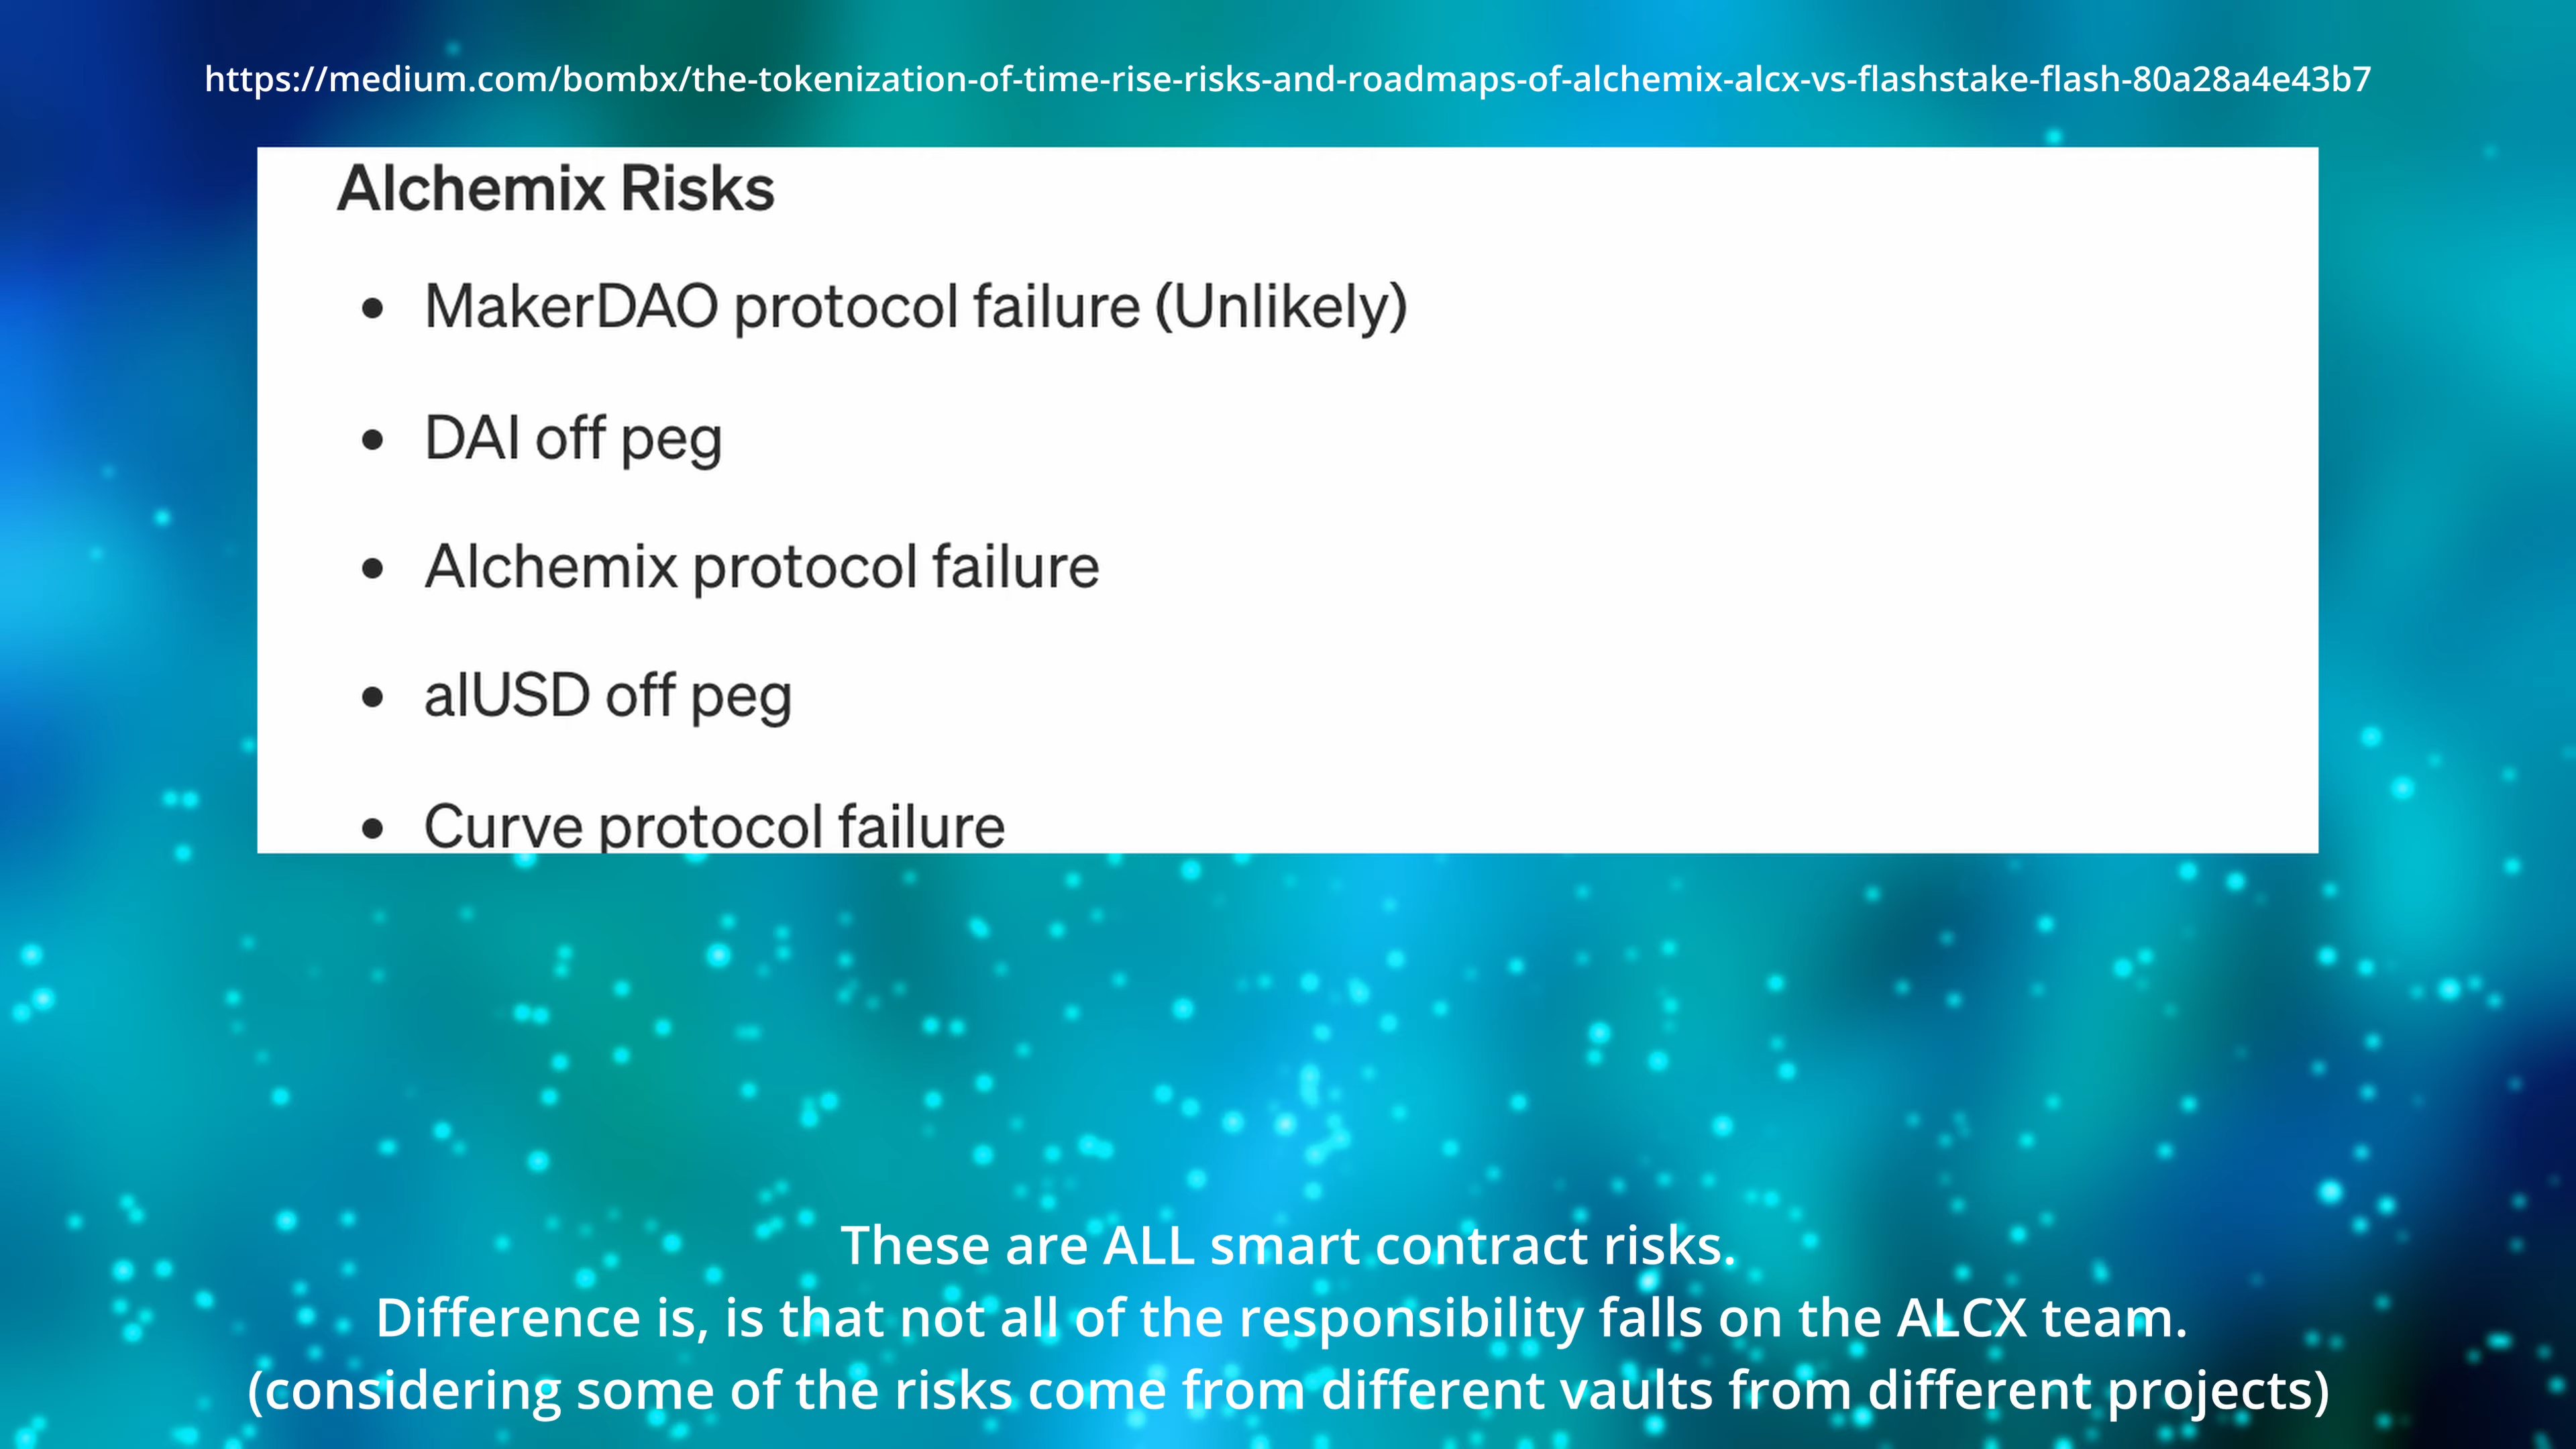 https://medium.com/bombx/the-tokenization-of-time-rise-risks-and-roadmaps-of-alchemix-alcx-vs-flashstake-flash-80a28a4e43b7
Alchemix Risks
• MakerDAO protocol failure (Unlikely)
• DAI off peg
• Alchemix protocol failure
• alUSD off peg
• Curve protocol failure
These are ALL smart contract risks.
Difference is, is that not all of the responsibility falls on the ALCX team.
(considering some of the risks come from different vaults from different projects)